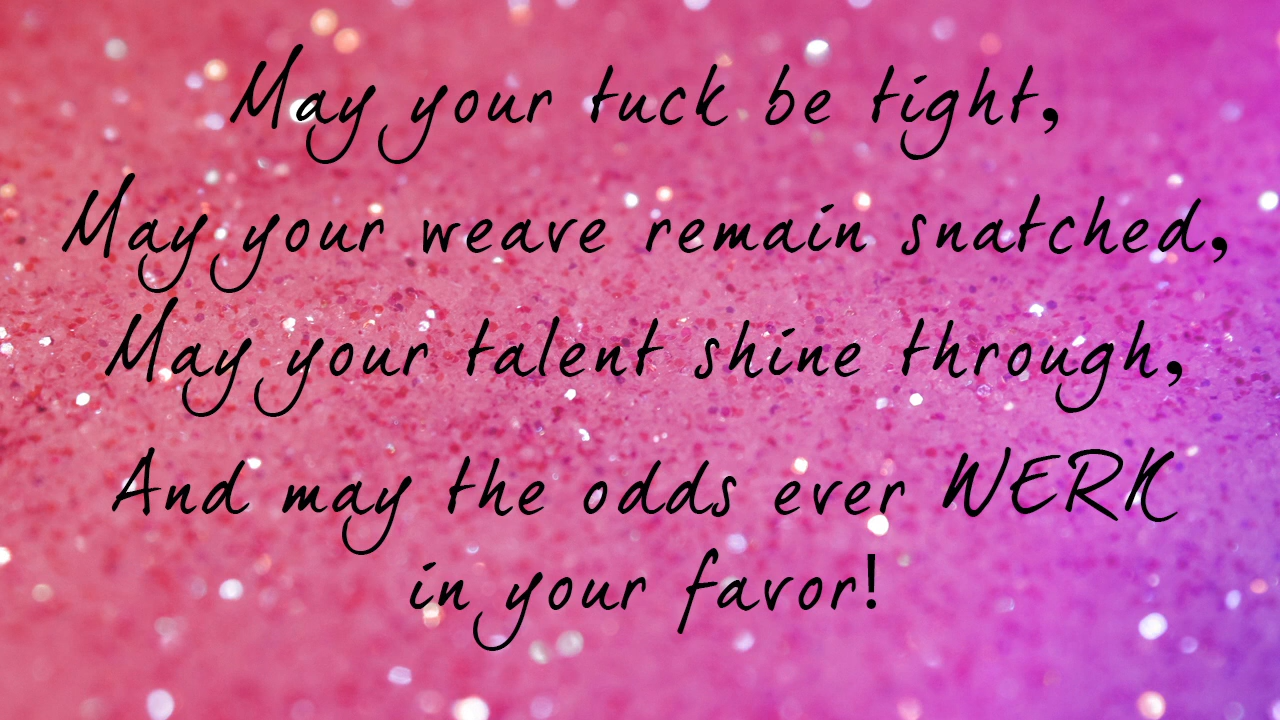 May your tuck be tight,
May your weave remain snatched,
May your talent shine through,
And may the odds ever WERK
in your favor!